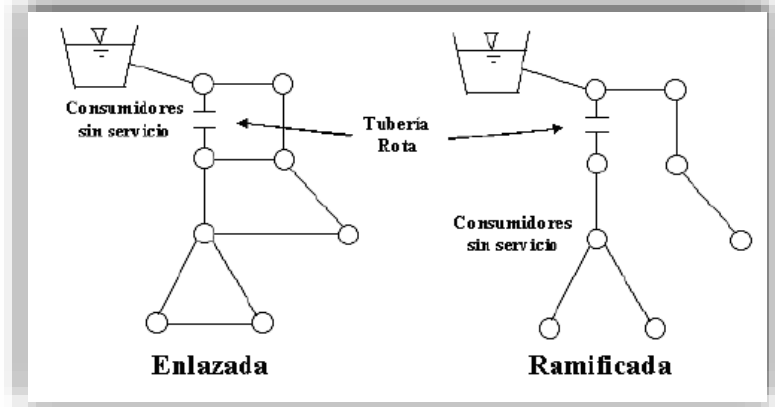 Consumidores
sin servicio
Tubería
Rota
Consumidores
sin servicio
Enlazada
Ramificada